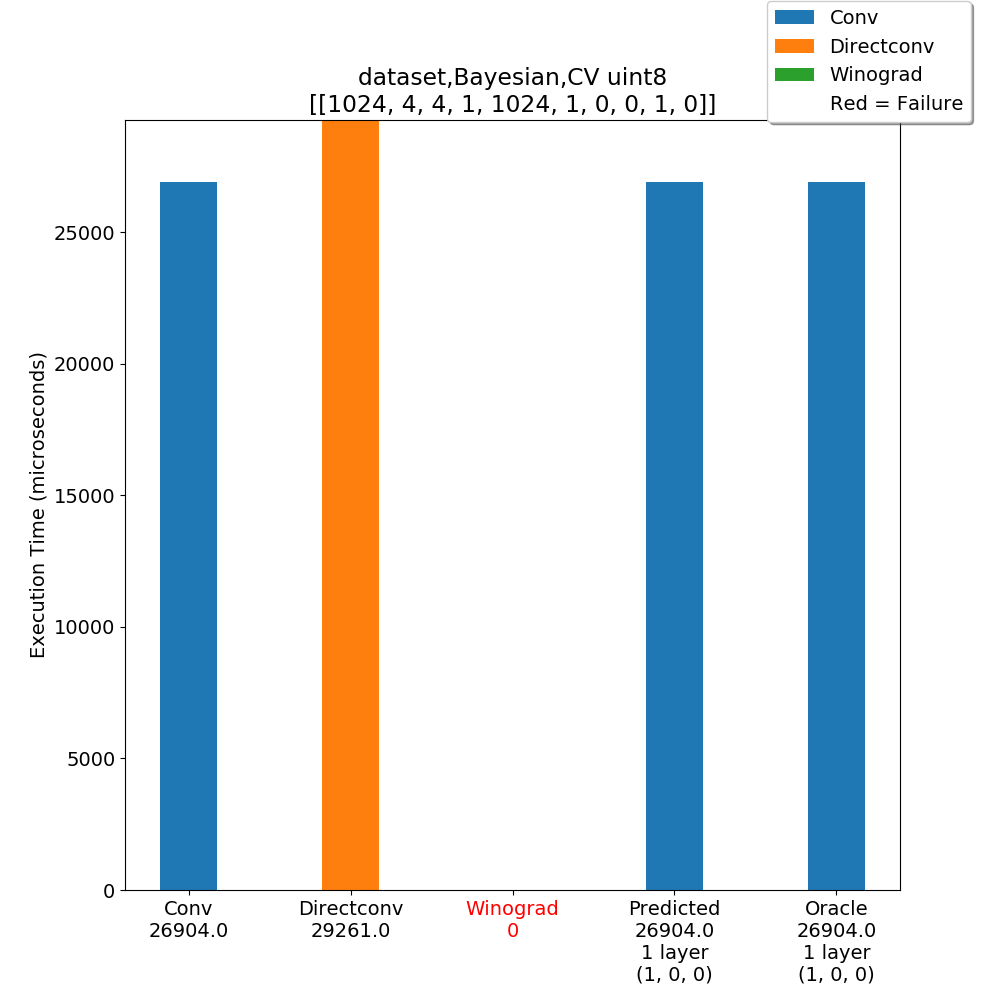 Conv
Directconv
Winograd
Red = Failure
dataset,Bayesian,CV uint8
[[1024, 4, 4, 1, 1024, 1, 0, 0, 1, 0]]
Execution Time (microseconds)
25000
20000
15000
10000
5000
0
Conv
26904.0
Directconv
29261.0
Winograd
0
Predicted
26904.0
1 layer
(1, 0, 0)
Oracle
26904.0
1 layer
(1, 0, 0)